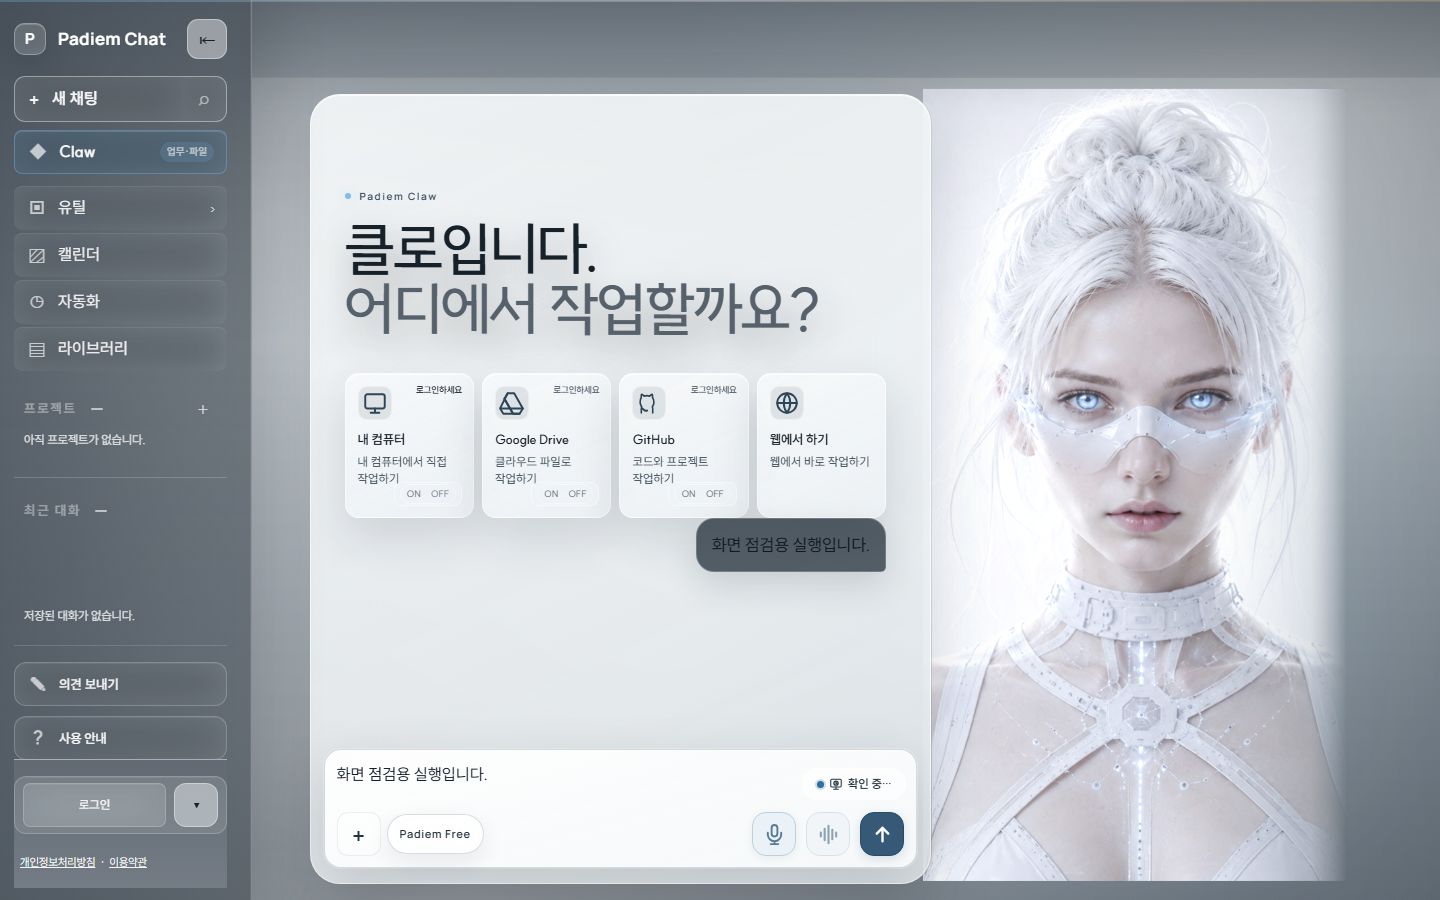 P Padiem Chat
+ 새 채팅
Claw 업무·파일
유틸
캘린더
자동화
라이브러리
프로젝트
아직 프로젝트가 없습니다.
최근 대화
저장된 대화가 없습니다.
의견 보내기
? 사용 안내
로그인
개인정보처리방침 · 이용약관
Padiem Claw
클로입니다.
어디에서 작업할까요?
로그인하세요
내 컴퓨터
내 컴퓨터에서 직접
작업하기
ON OFF
로그인하세요
Google Drive
클라우드 파일로
작업하기
ON OFF
로그인하세요
GitHub
코드와 프로젝트
작업하기
ON OFF
웹에서 하기
웹에서 바로 작업하기
화면 점검용 실행입니다.
화면 점검용 실행입니다.
확인 중…
+ Padiem Free